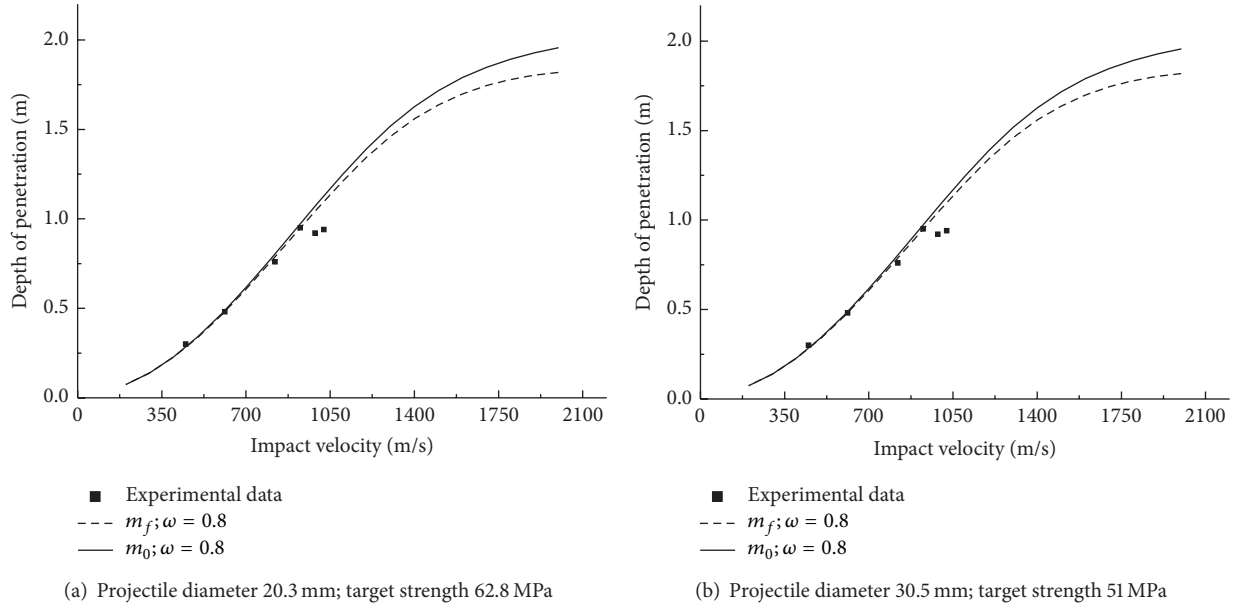 2.0
1.5
1.0
0.5
0.0
Depth of penetration (m)
0 350 700 1050 1400 1750 2100
Impact velocity (m/s)
Experimental data
m_f; ω = 0.8
m_0; ω = 0.8
(a) Projectile diameter 20.3 mm; target strength 62.8 MPa
2.0
1.5
1.0
0.5
0.0
Depth of penetration (m)
0 350 700 1050 1400 1750 2100
Impact velocity (m/s)
Experimental data
m_f; ω = 0.8
m_0; ω = 0.8
(b) Projectile diameter 30.5 mm; target strength 51 MPa